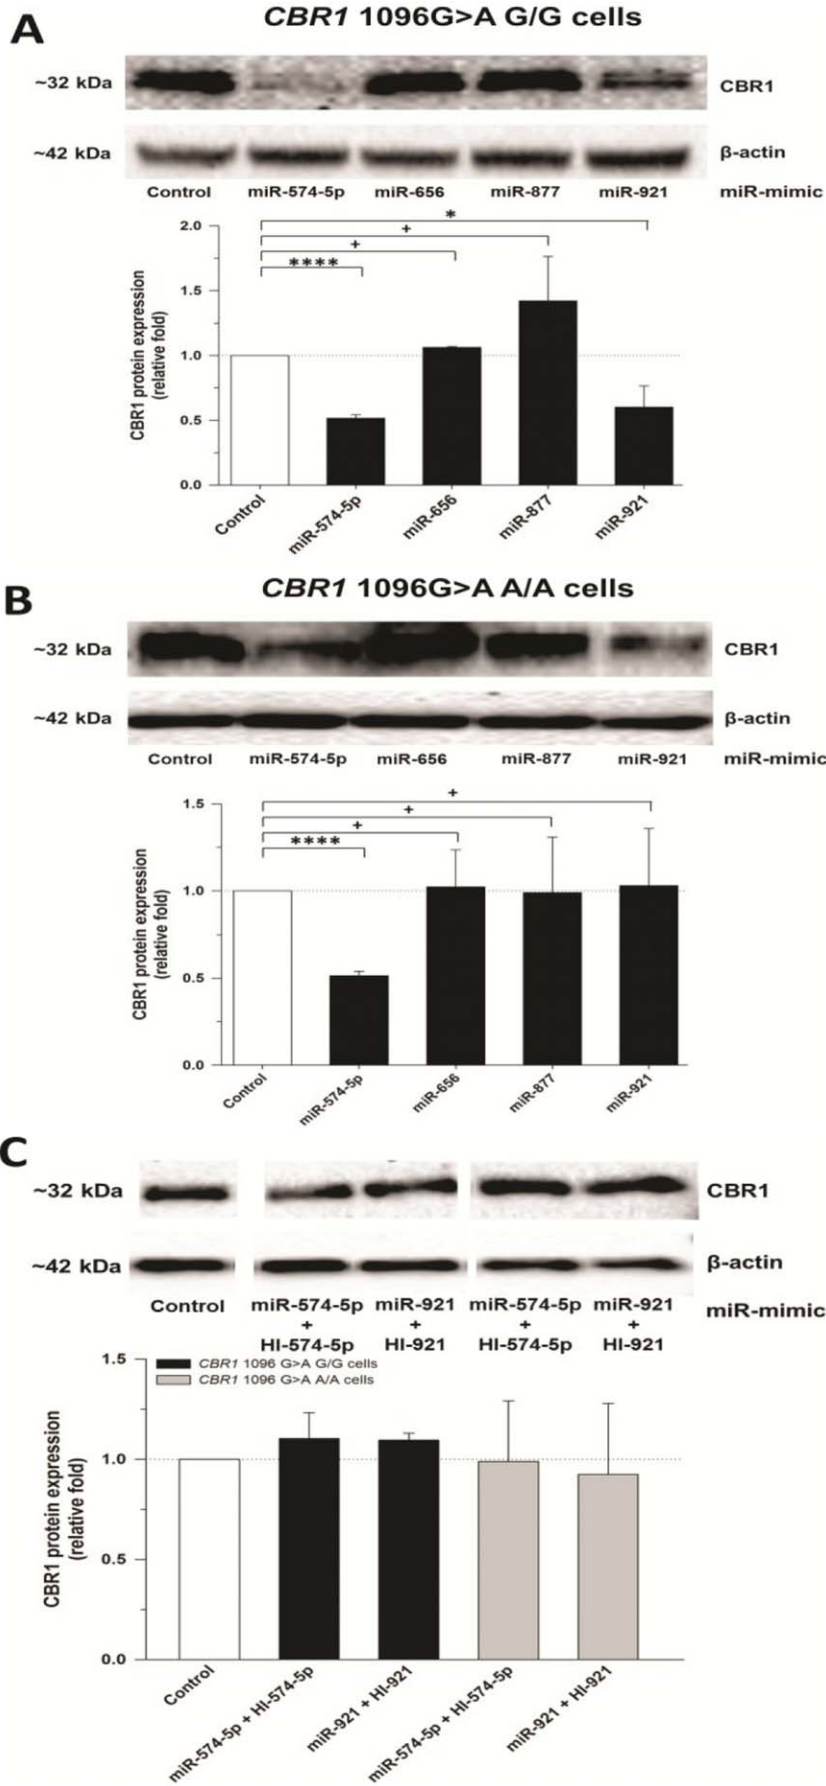 A
CBR1 1096G>A G/G cells
~32 kDa
CBR1
~42 kDa
β-actin
Control miR-574-5p miR-656 miR-877 miR-921 miR-mimic
*
+
+
****
2.0
1.5
1.0
0.5
0.0
CBR1 protein expression
(relative fold)
Control miR-574-5p miR-656 miR-877 miR-921
B
CBR1 1096G>A A/A cells
~32 kDa
CBR1
~42 kDa
β-actin
Control miR-574-5p miR-656 miR-877 miR-921 miR-mimic
+
+
+
****
1.5
1.0
0.5
0.0
CBR1 protein expression
(relative fold)
Control miR-574-5p miR-656 miR-877 miR-921
C
~32 kDa
CBR1
~42 kDa
β-actin
Control miR-574-5p miR-921 miR-574-5p miR-921 miR-mimic
+ + + +
HI-574-5p HI-921 HI-574-5p HI-921
CBR1 1096 G>A G/G cells
CBR1 1096 G>A A/A cells
1.5
1.0
0.5
0.0
CBR1 protein expression
(relative fold)
Control miR-574-5p + HI-574-5p miR-921 + HI-921 miR-574-5p + HI-574-5p miR-921 + HI-921